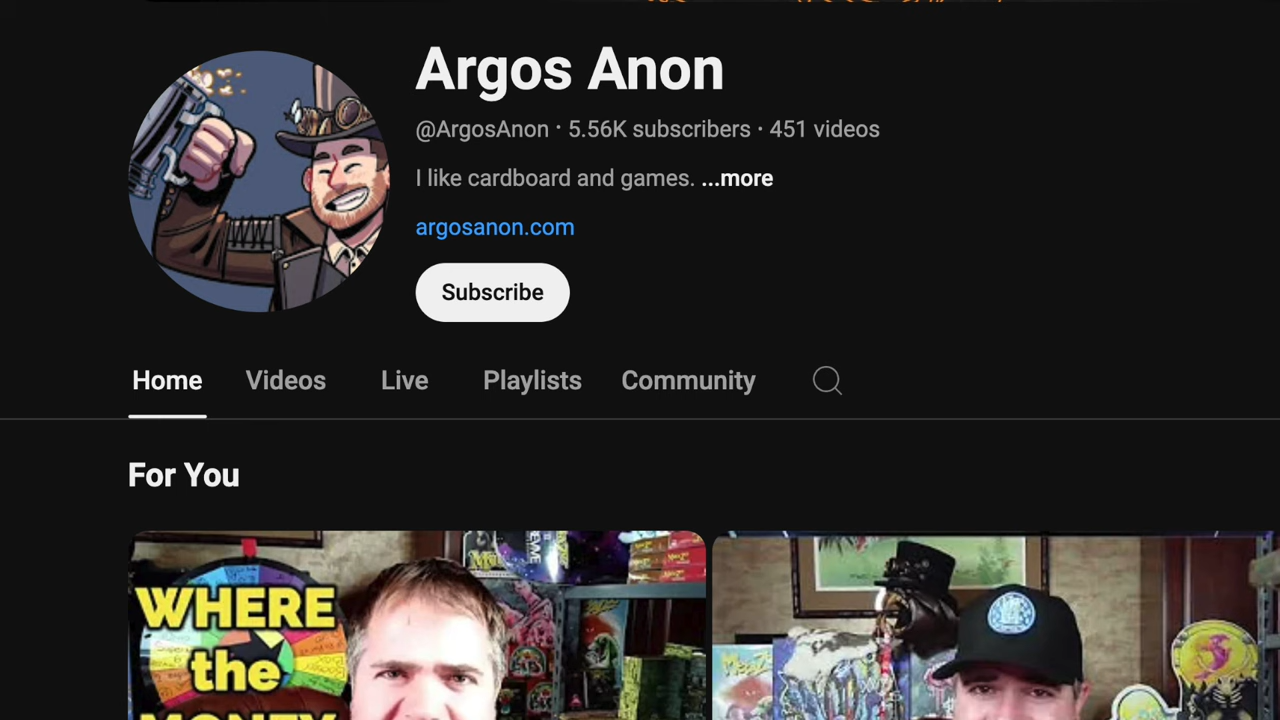 Argos Anon
@ArgosAnon · 5.56K subscribers · 451 videos
I like cardboard and games. ...more
argosanon.com
Subscribe
Home Videos Live Playlists Community
For You
WHERE
the
MONEY